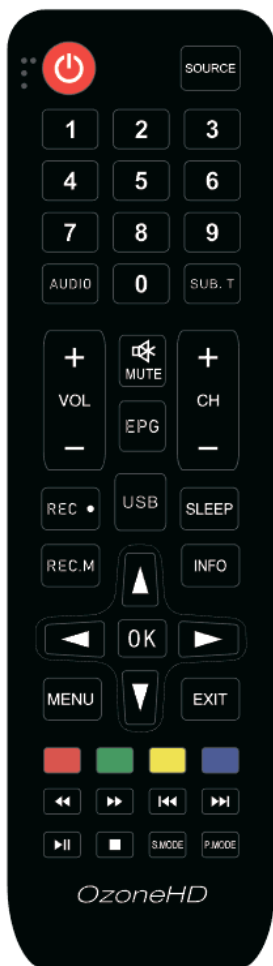 SOURCE
1 2 3
4 5 6
7 8 9
AUDIO 0 SUB. T
+ MUTE +
VOL CH
EPG
− −
REC ● USB SLEEP
REC.M INFO
OK
MENU EXIT
S.MODE P.MODE
OzoneHD